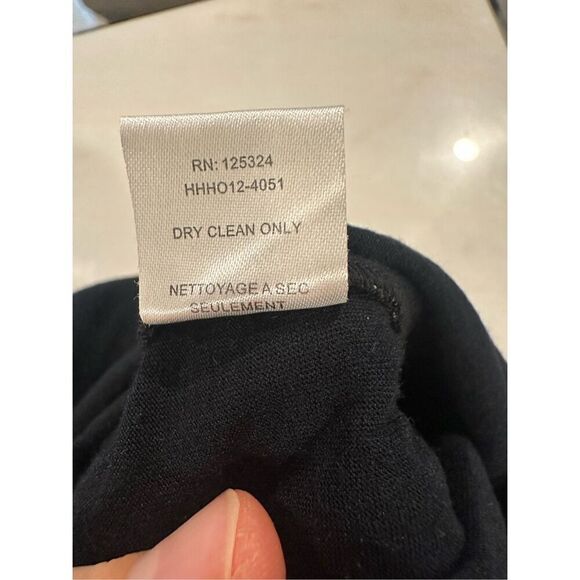 RN: 125324
HHHO12-4051
DRY CLEAN ONLY
NETTOYAGE A SEC
SEULEMENT